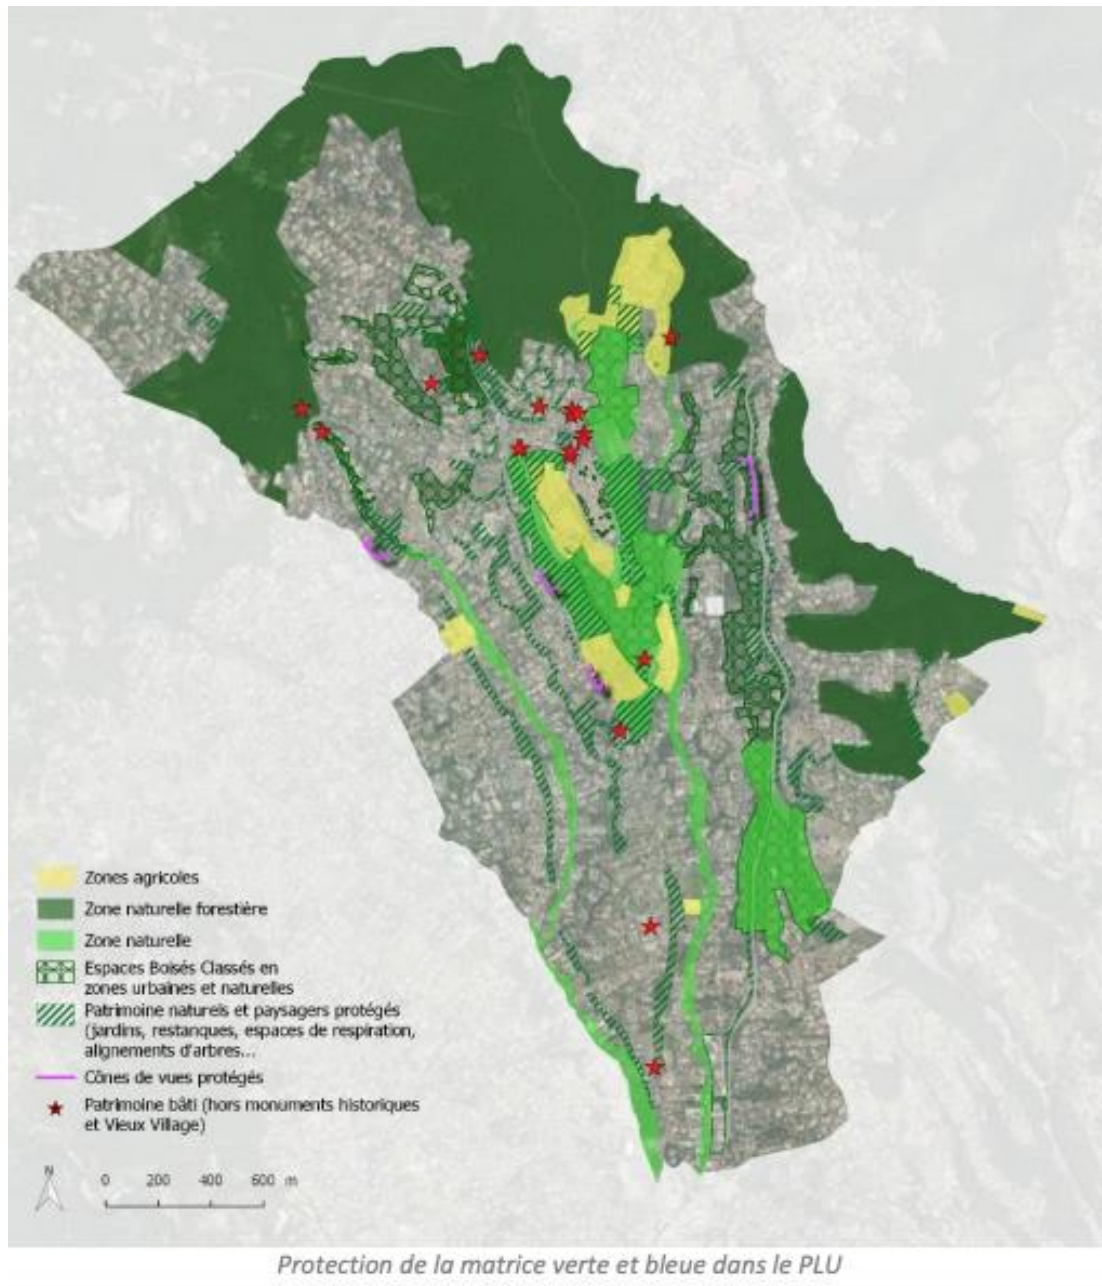 Zones agricoles
Zone naturelle forestière
Zone naturelle
Espaces Boisés Classés en
zones urbaines et naturelles
Patrimoine naturels et paysagers protégés
(jardins, restanques, espaces de respiration,
alignements d'arbres...
Cônes de vues protégés
Patrimoine bâti (hors monuments historiques
et Vieux Village)
N
0 200 400 600 m
Protection de la matrice verte et bleue dans le PLU